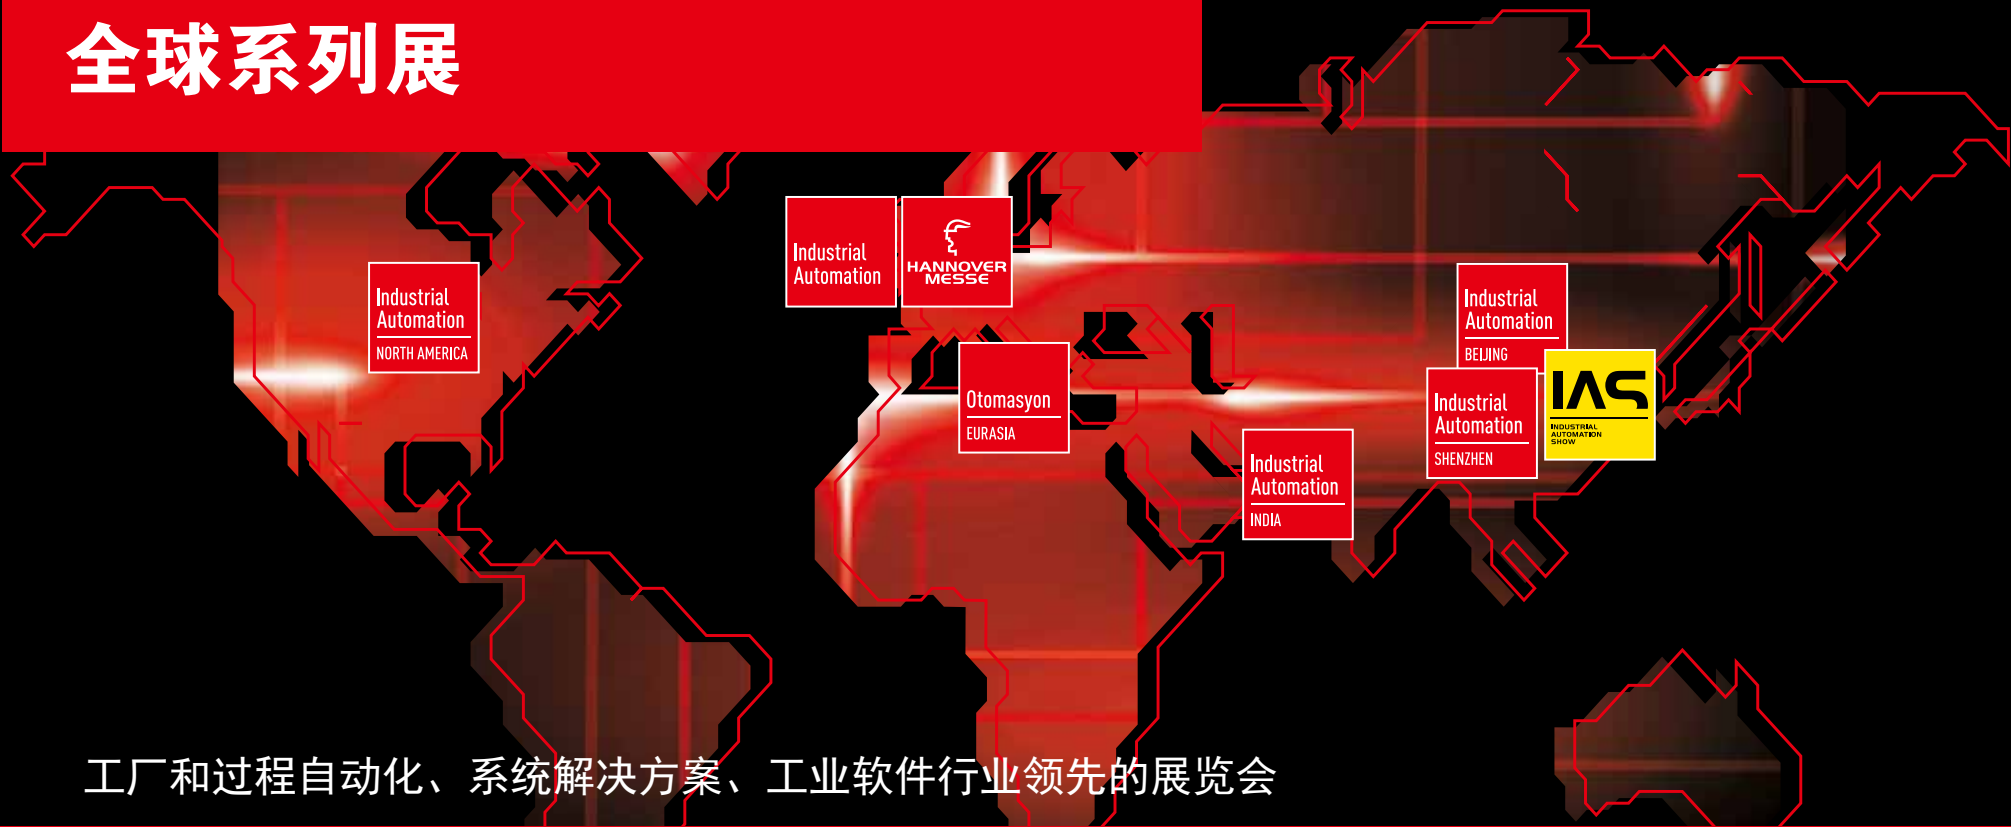 全球系列展
Industrial
Automation
HANNOVER
MESSE
Industrial
Automation
NORTH AMERICA
Industrial
Automation
BEIJING
Otomasyon
EURASIA
IAS
INDUSTRIAL
AUTOMATION
SHOW
Industrial
Automation
SHENZHEN
Industrial
Automation
INDIA
工厂和过程自动化、系统解决方案、工业软件行业领先的展览会